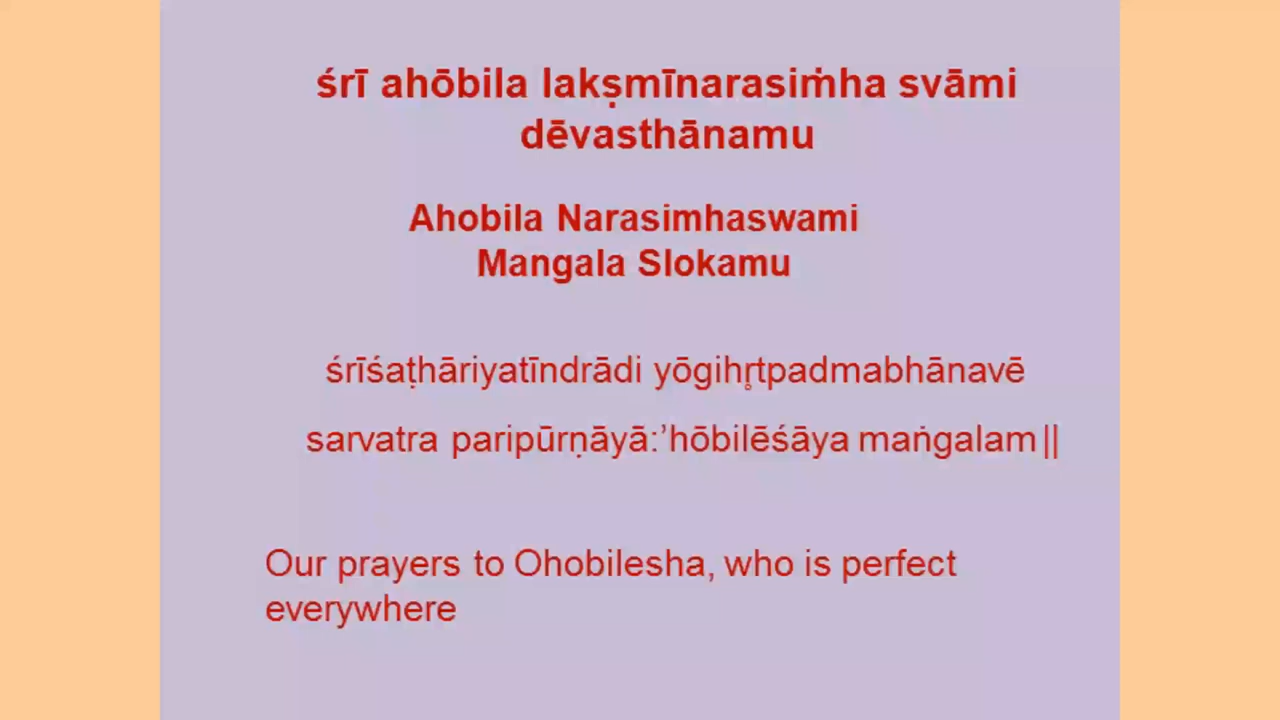 śrī ahōbila lakṣmīnarasiṁha svāmi
dēvasthānamu
Ahobila Narasimhaswami
Mangala Slokamu
śrīśaṭhāriyatīndrādi yōgihr̥tpadmabhānavē
sarvatra paripūrṇāyā:’hōbilēśāya maṅgalam||
Our prayers to Ohobilesha, who is perfect
everywhere